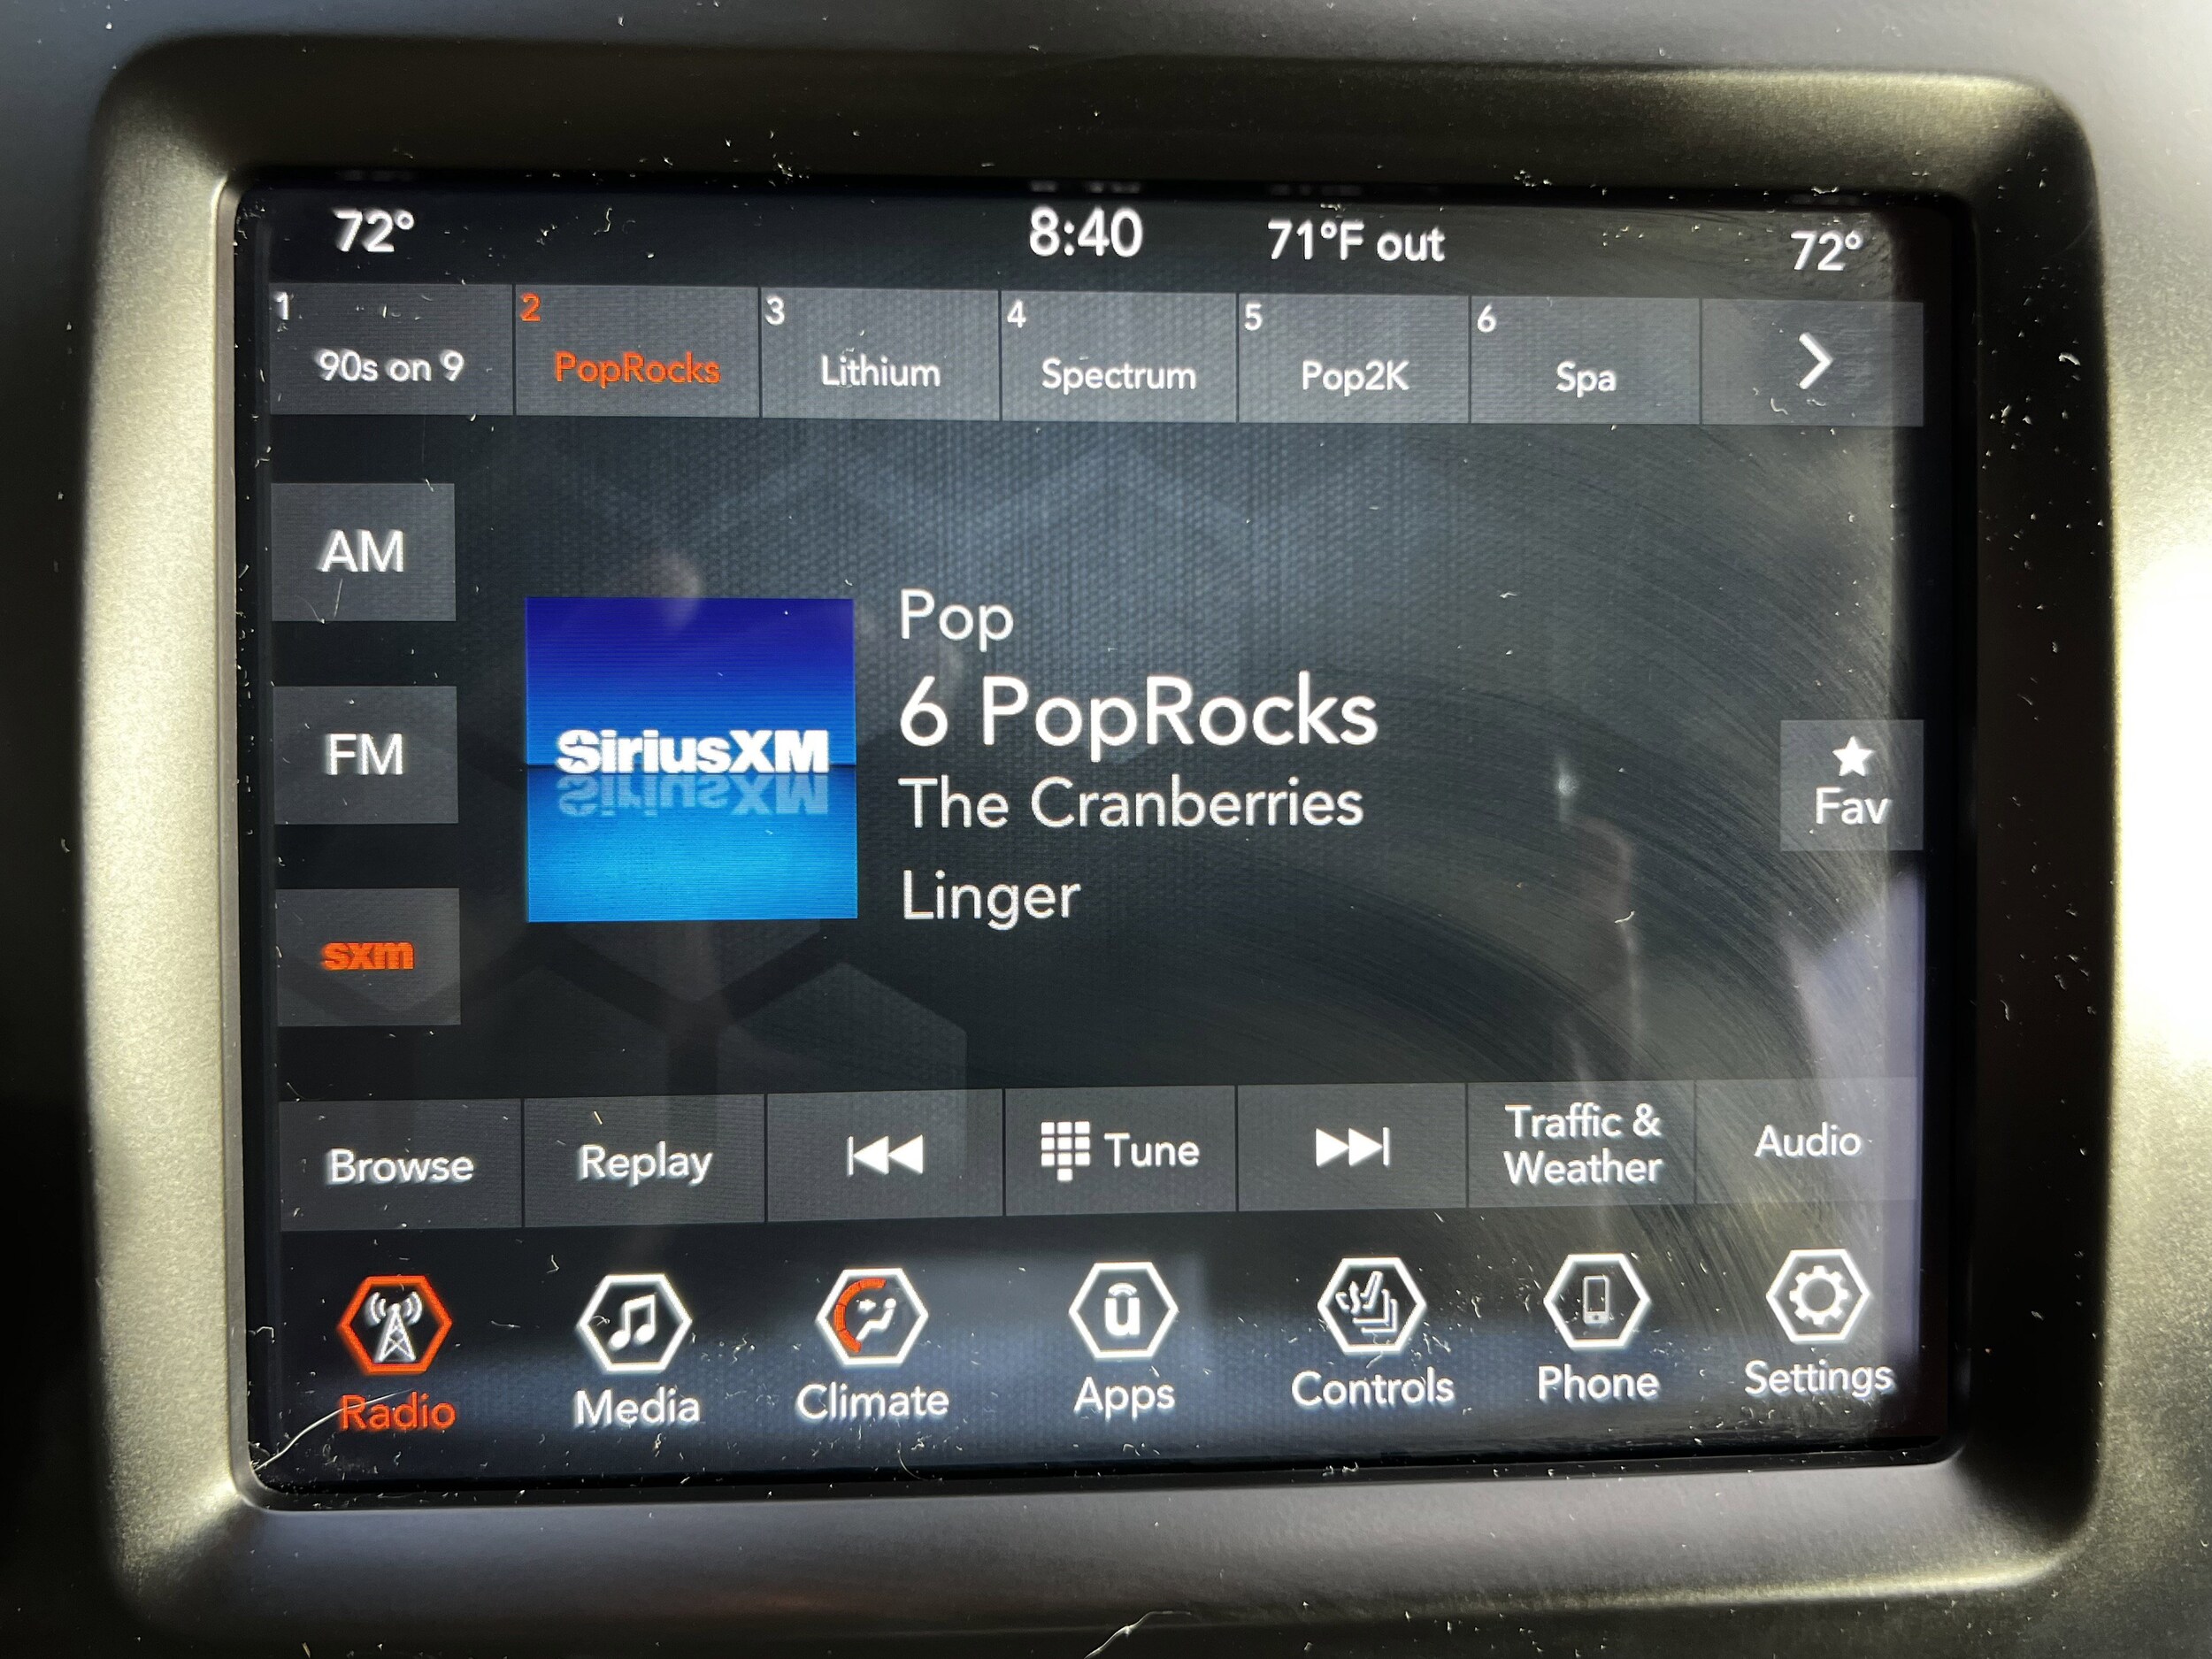 72° 8:40 71°F out 72°
1 2 3 4 5 6
90s on 9 PopRocks Lithium Spectrum Pop2K Spa
AM
FM
sxm
SiriusXM
Pop
6 PopRocks
The Cranberries
Linger
Fav
Browse Replay Tune Traffic &
Weather Audio
u
Radio Media Climate Apps Controls Phone Settings